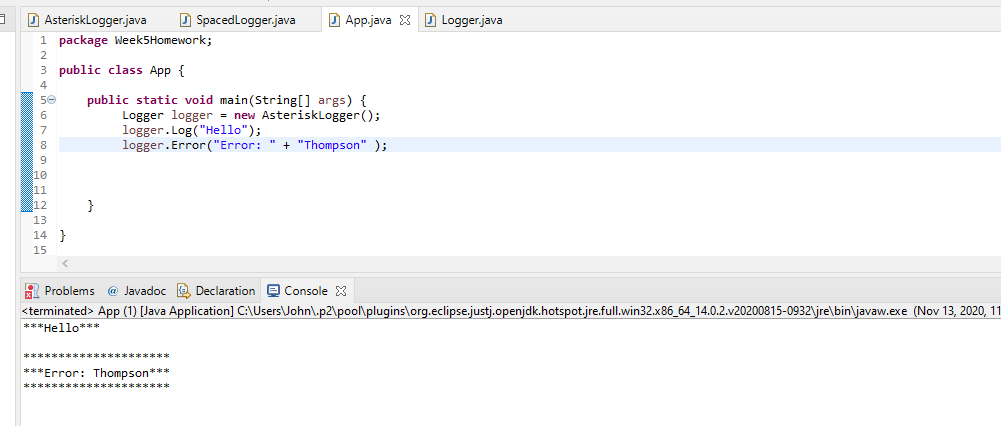 AsteriskLogger.java SpacedLogger.java App.java Logger.java
1 package Week5Homework;
2
3 public class App {
4
5 public static void main(String[] args) {
6 Logger logger = new AsteriskLogger();
7 logger.Log("Hello");
8 logger.Error("Error: " + "Thompson" );
9
10
11
12 }
13
14 }
15
Problems @ Javadoc Declaration Console
<terminated> App (1) [Java Application] C:\Users\John\.p2\pool\plugins\org.eclipse.justj.openjdk.hotspot.jre.full.win32.x86_64_14.0.2.v20200815-0932\jre\bin\javaw.exe (Nov 13, 2020, 11
***Hello***
*********************
***Error: Thompson***
*********************